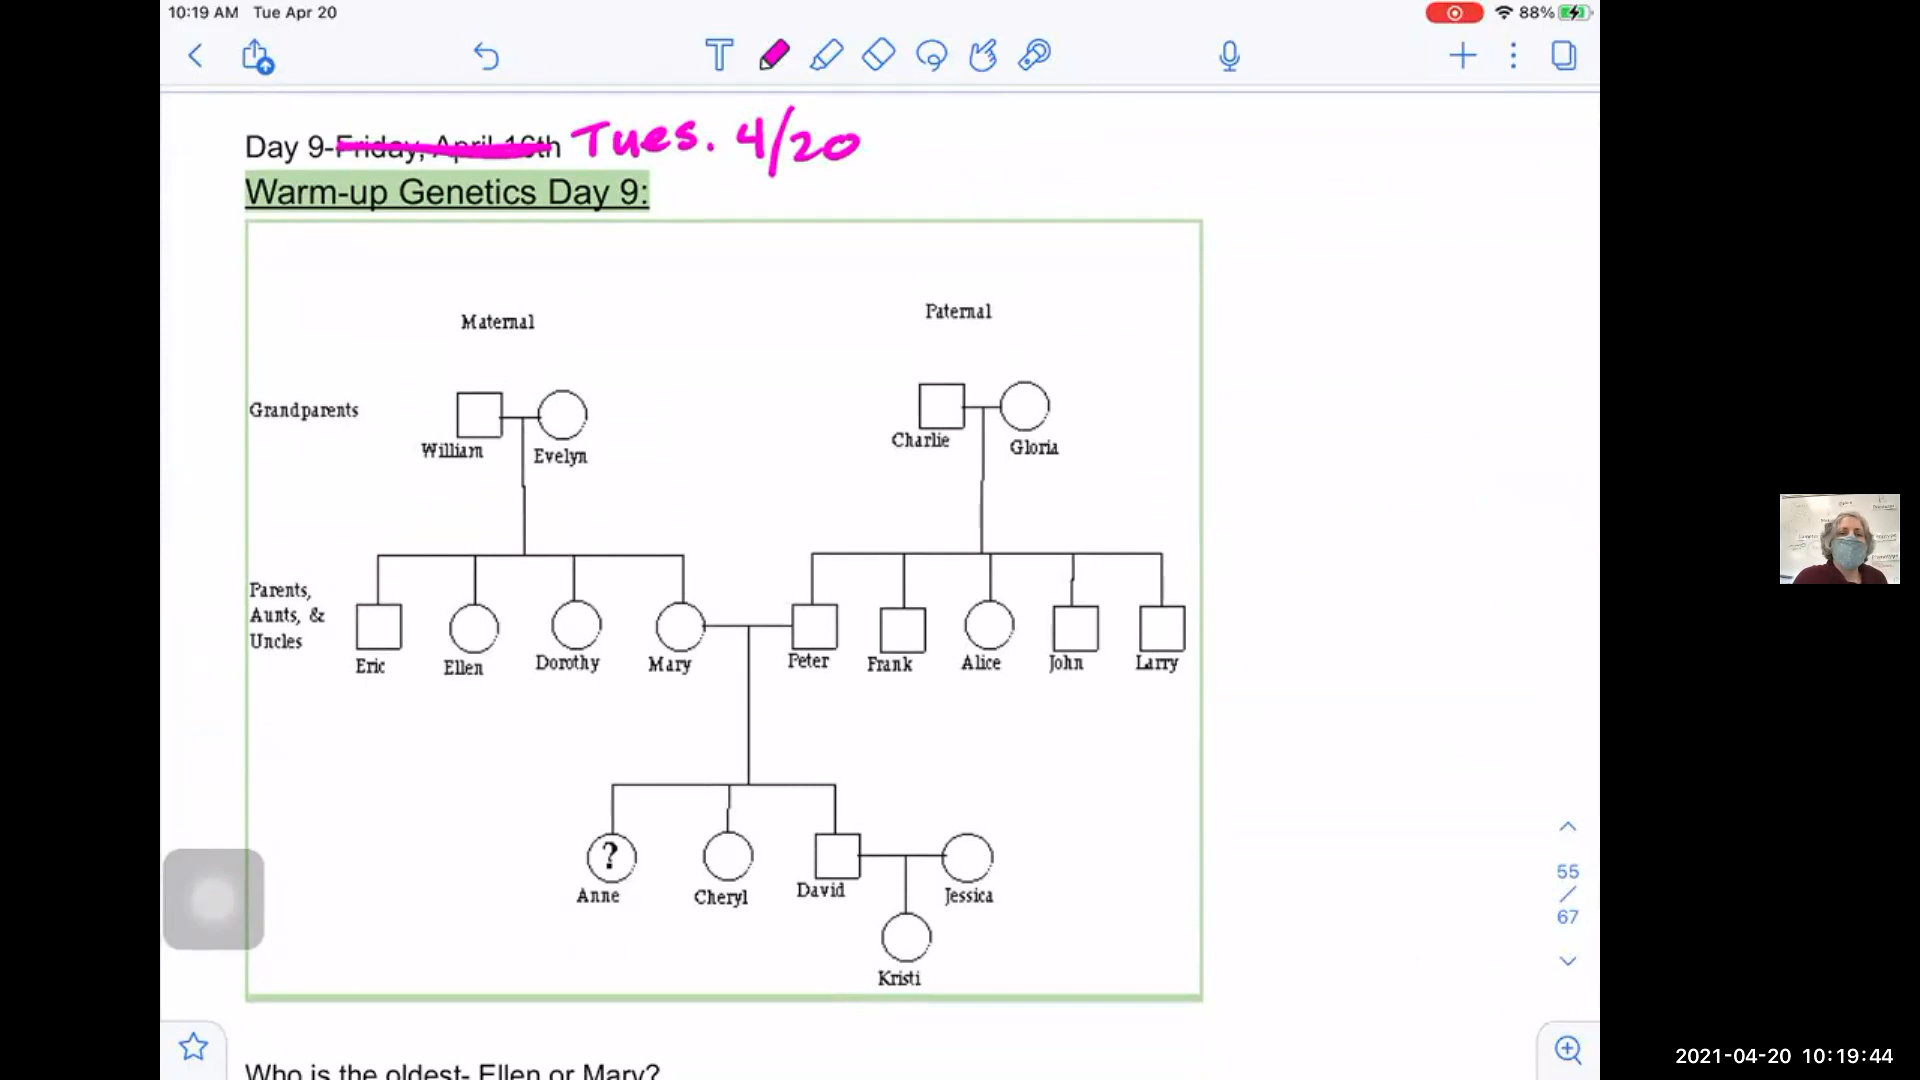 10:19 AM Tue Apr 20
88%
Day 9-Friday, April 16th Tues. 4/20
Warm-up Genetics Day 9:
Maternal
Paternal
Grandparents
William
Evelyn
Charlie
Gloria
Parents,
Aunts, &
Uncles
Eric
Ellen
Dorothy
Mary
Peter
Frank
Alice
John
Larry
?
Anne
Cheryl
David
Jessica
Kristi
55
/
67
Who is the oldest- Ellen or Mary?
2021-04-20 10:19:44